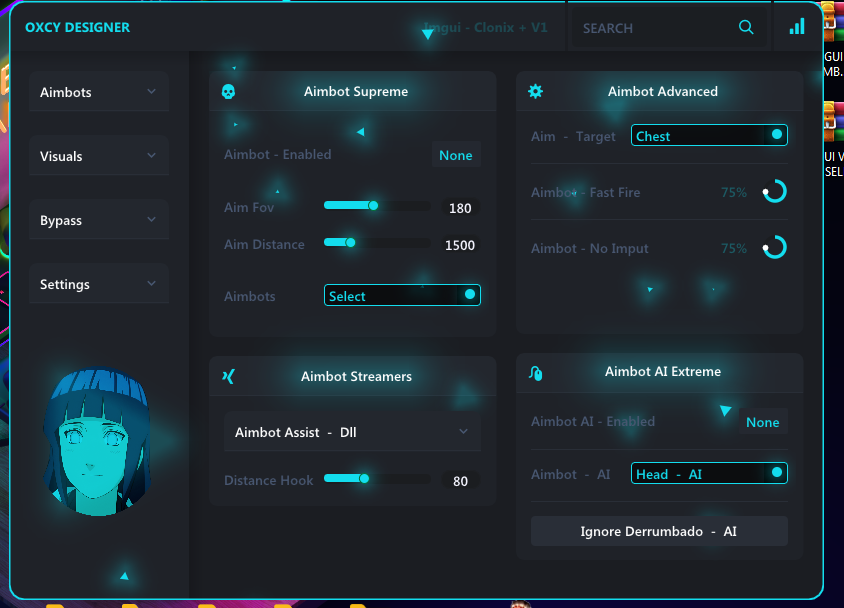 OXCY DESIGNER
Imgui - Clonix + V1
SEARCH
Aimbots
Visuals
Bypass
Settings
Aimbot Supreme
Aimbot - Enabled
None
Aim Fov
180
Aim Distance
1500
Aimbots
Select
Aimbot Advanced
Aim - Target
Chest
Aimbot - Fast Fire
75%
Aimbot - No Imput
75%
Aimbot Streamers
Aimbot Assist - Dll
Distance Hook
80
Aimbot AI Extreme
Aimbot AI - Enabled
None
Aimbot - AI
Head - AI
Ignore Derrumbado - AI
GUI
MB.
UI V
SEL